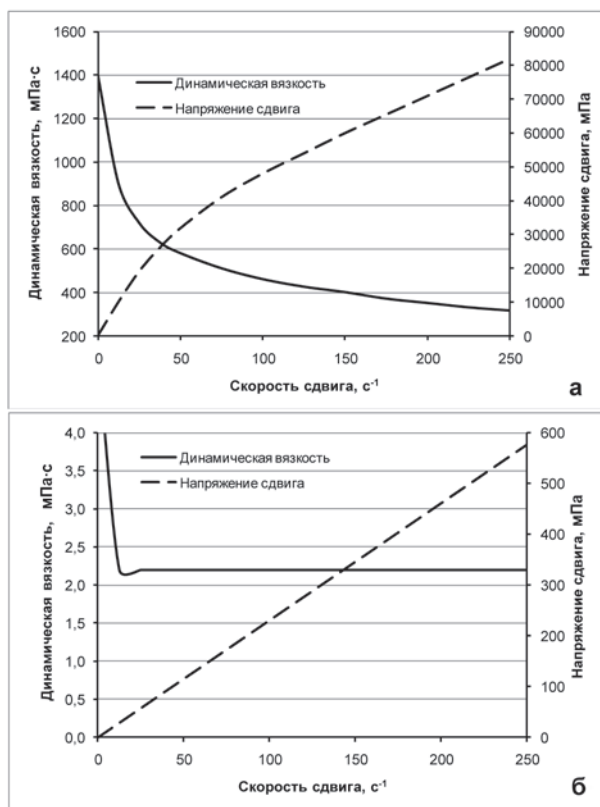 Динамическая вязкость, мПа·с
1600
1400
1200
1000
800
600
400
200
Динамическая вязкость
Напряжение сдвига
90000
80000
70000
60000
50000
40000
30000
20000
10000
0
Напряжение сдвига, мПа
0 50 100 150 200 250
Скорость сдвига, с-1
а
Динамическая вязкость, мПа·с
4,0
3,5
3,0
2,5
2,0
1,5
1,0
0,5
0,0
Динамическая вязкость
Напряжение сдвига
600
500
400
300
200
100
0
Напряжение сдвига, мПа
0 50 100 150 200 250
Скорость сдвига, с-1
б